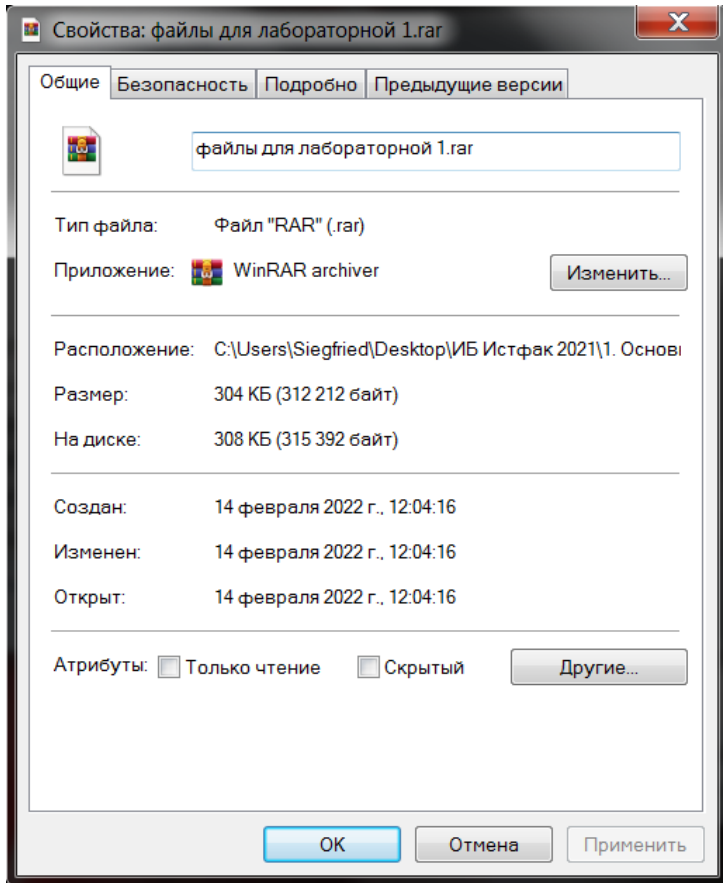 Свойства: файлы для лабораторной 1.rar
Общие Безопасность Подробно Предыдущие версии
файлы для лабораторной 1.rar
Тип файла: Файл "RAR" (.rar)
Приложение: WinRAR archiver Изменить...
Расположение: C:\Users\Siegfried\Desktop\ИБ Истфак 2021\1. Основы
Размер: 304 КБ (312 212 байт)
На диске: 308 КБ (315 392 байт)
Создан: 14 февраля 2022 г., 12:04:16
Изменен: 14 февраля 2022 г., 12:04:16
Открыт: 14 февраля 2022 г., 12:04:16
Атрибуты: Только чтение Скрытый Другие...
OK Отмена Применить